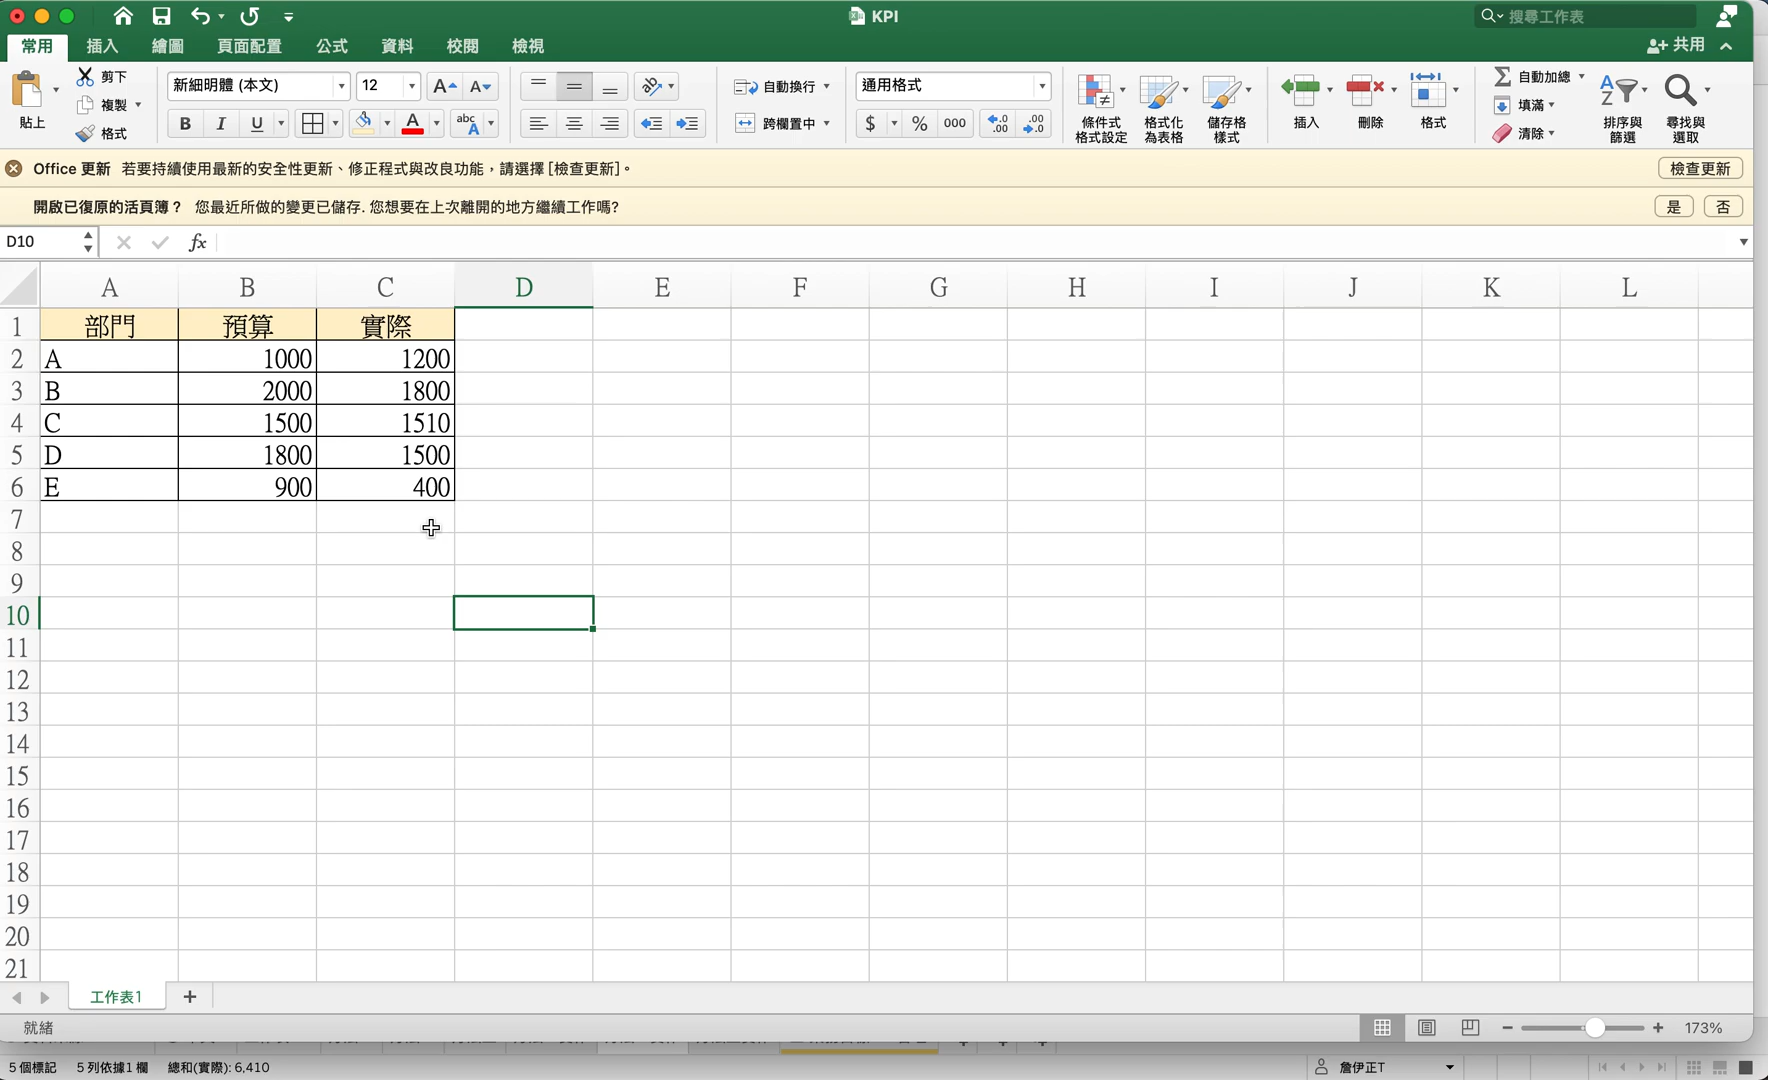 KPI
搜尋工作表
常用 插入 繪圖 頁面配置 公式 資料 校閱 檢視
共用
貼上
剪下
複製
格式
新細明體 (本文) 12
B I U
自動換行
跨欄置中
通用格式
$ % 000
條件式
格式設定
格式化
為表格
儲存格
樣式
插入
刪除
格式
自動加總
填滿
清除
排序與
篩選
尋找與
選取
Office 更新 若要持續使用最新的安全性更新、修正程式與改良功能，請選擇 [檢查更新]。
檢查更新
開啟已復原的活頁簿？ 您最近所做的變更已儲存. 您想要在上次離開的地方繼續工作嗎?
是 否
D10 fx
A B C D E F G H I J K L
1 部門 預算 實際
2 A 1000 1200
3 B 2000 1800
4 C 1500 1510
5 D 1800 1500
6 E 900 400
7
8
9
10
11
12
13
14
15
16
17
18
19
20
21
工作表1
就緒
173%
5 個標記 5 列依據1 欄 總和(實際): 6,410
詹伊正T